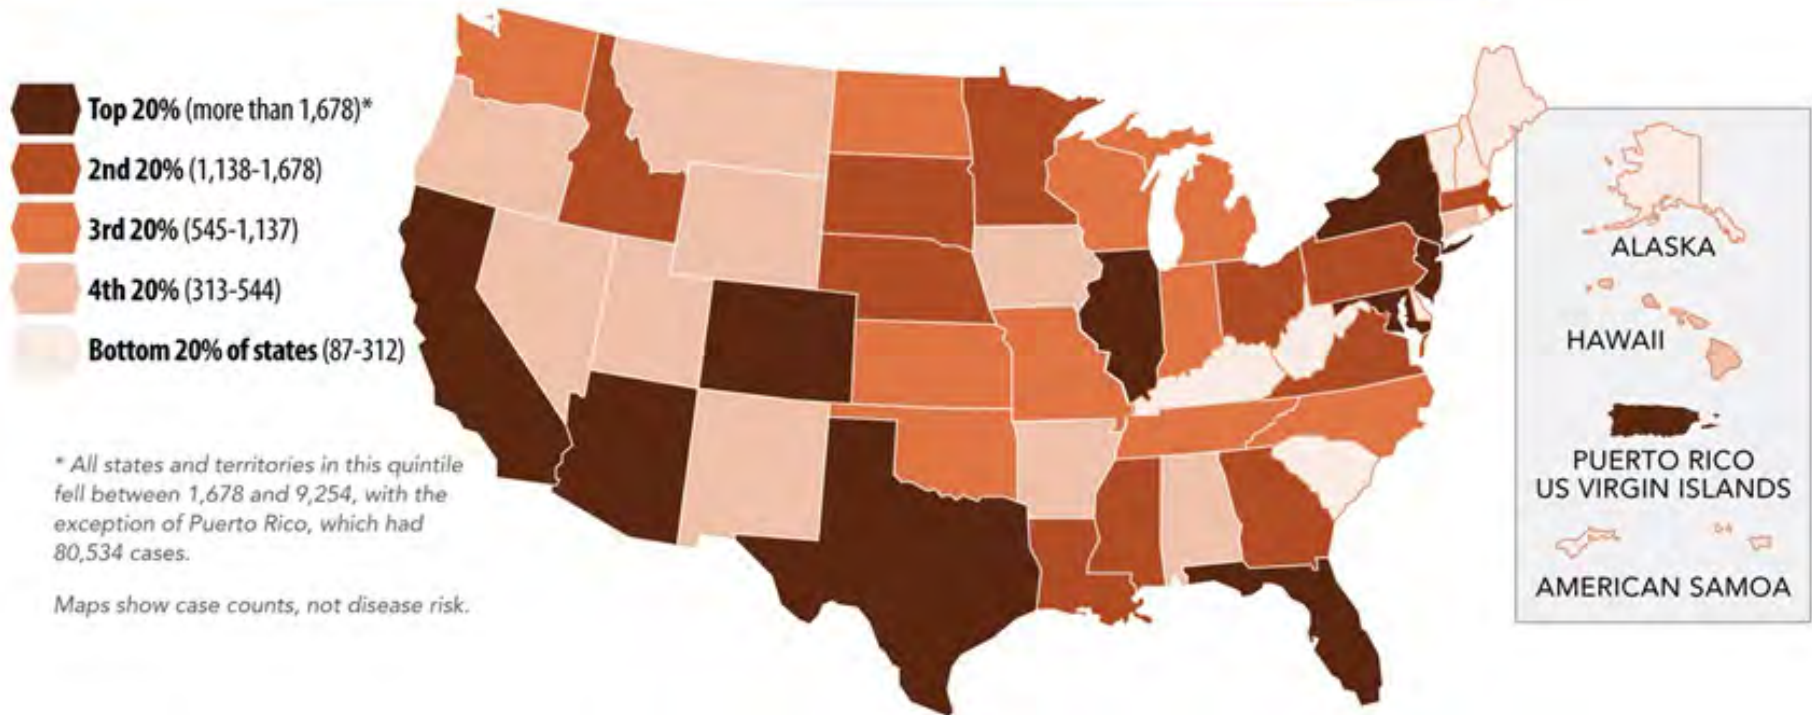 Top 20% (more than 1,678)*
2nd 20% (1,138-1,678)
3rd 20% (545-1,137)
4th 20% (313-544)
Bottom 20% of states (87-312)
* All states and territories in this quintile
fell between 1,678 and 9,254, with the
exception of Puerto Rico, which had
80,534 cases.
Maps show case counts, not disease risk.
ALASKA
HAWAII
PUERTO RICO
US VIRGIN ISLANDS
AMERICAN SAMOA